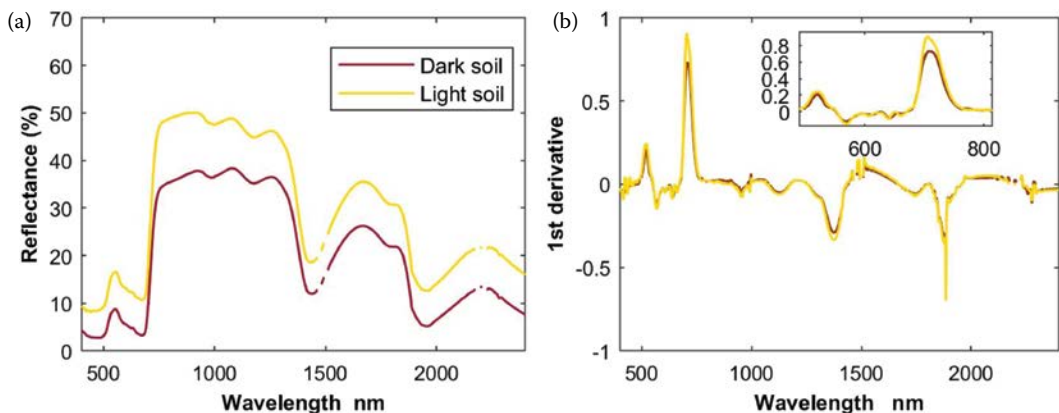 (a)
70
60
50
40
30
20
10
0
Reflectance (%)
Dark soil
Light soil
500 1000 1500 2000
Wavelength nm
(b)
1
0.5
0
-0.5
-1
1st derivative
0.8
0.6
0.4
0.2
0
600 800
500 1000 1500 2000
Wavelength nm